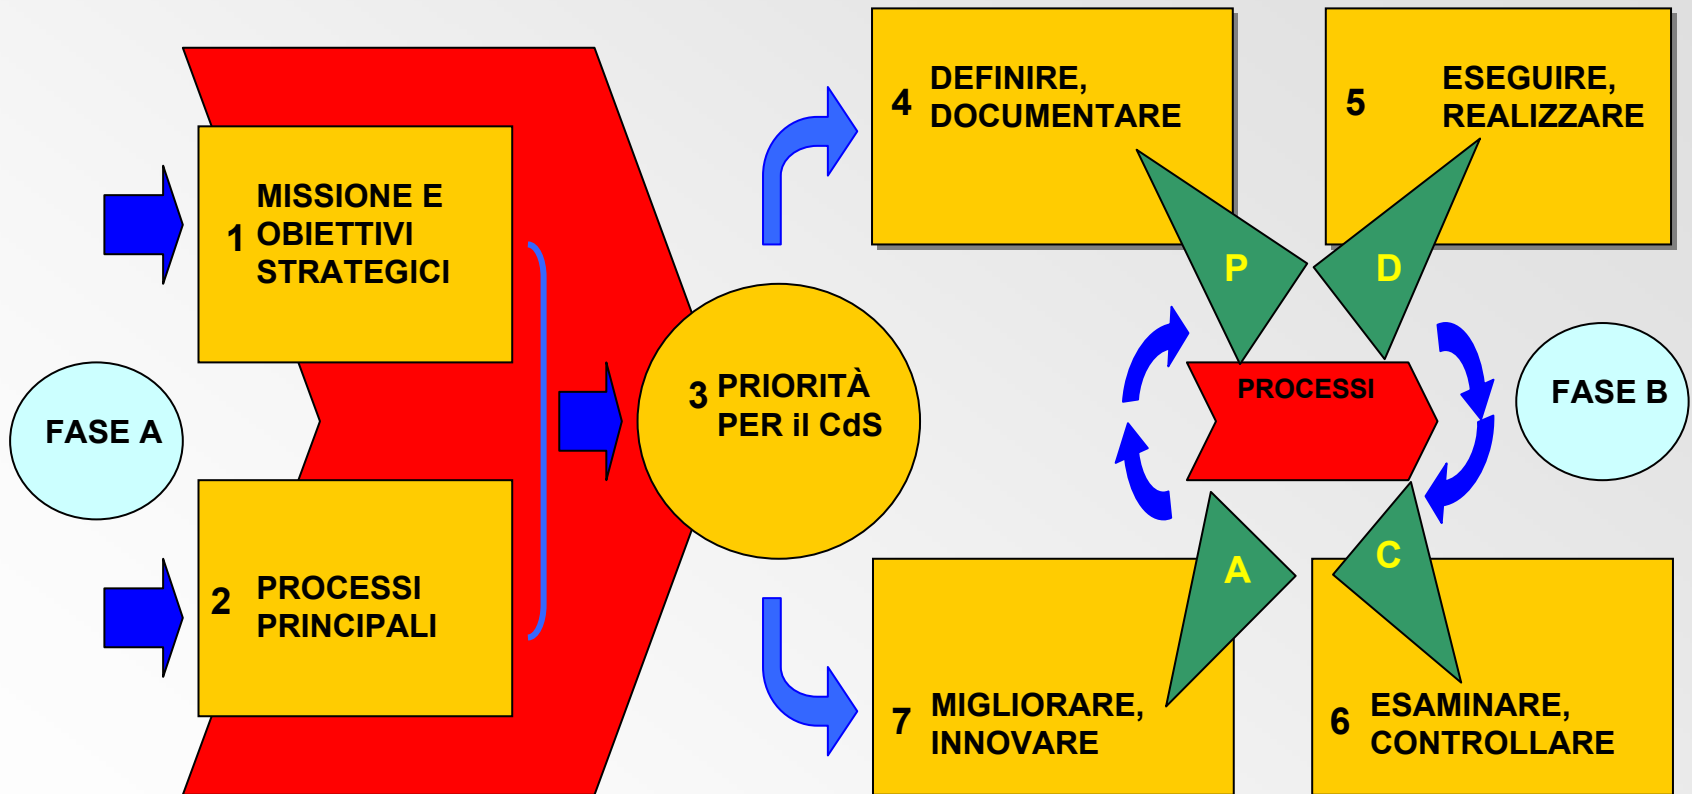 FASE A
1
MISSIONE E
OBIETTIVI
STRATEGICI
2
PROCESSI
PRINCIPALI
3
PRIORITÀ
PER il CdS
4
DEFINIRE,
DOCUMENTARE
5
ESEGUIRE,
REALIZZARE
P
D
PROCESSI
FASE B
A
C
7
MIGLIORARE,
INNOVARE
6
ESAMINARE,
CONTROLLARE